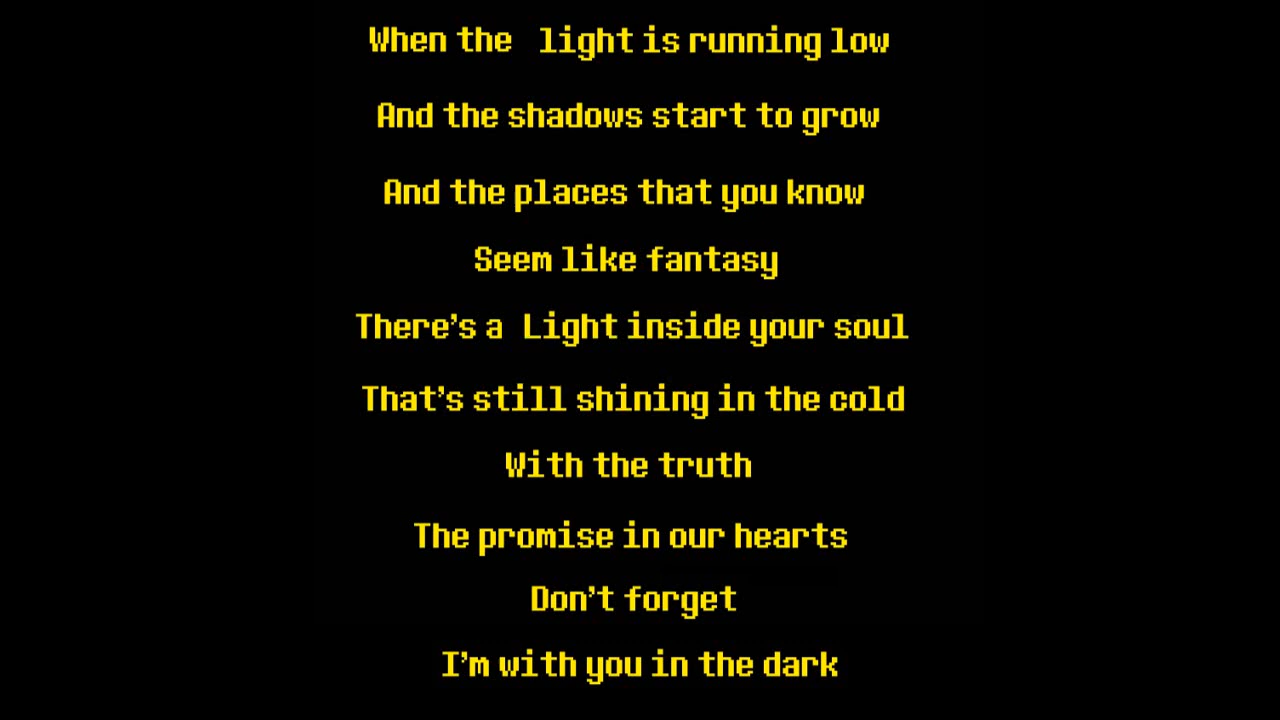 When the light is running low
And the shadows start to grow
And the places that you know
Seem like fantasy
There's a Light inside your soul
That's still shining in the cold
With the truth
The promise in our hearts
Don't forget
I'm with you in the dark